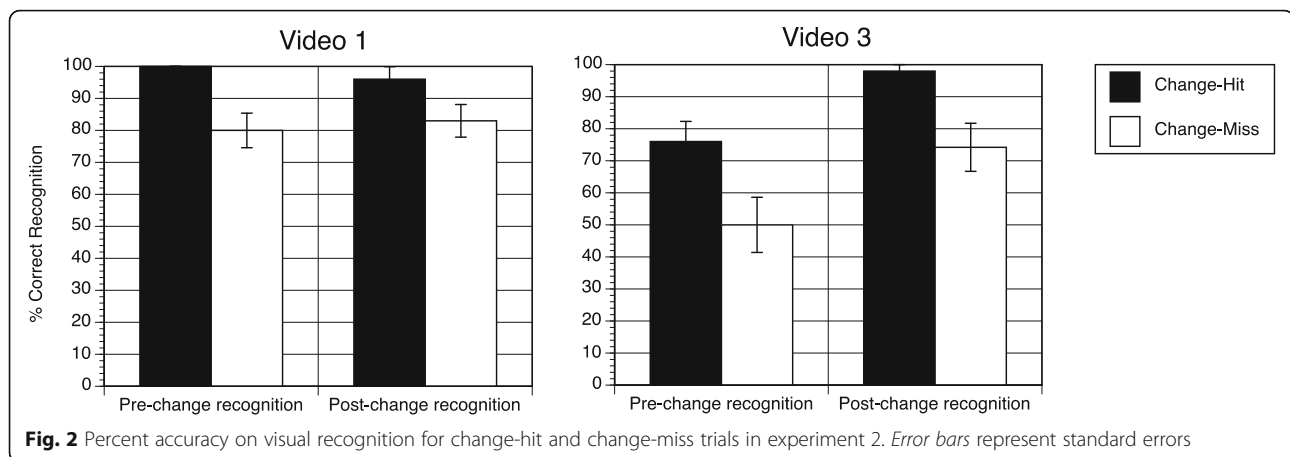 Video 1
Video 3
% Correct Recognition
100
90
80
70
60
50
40
30
20
10
0
Pre-change recognition Post-change recognition
100
90
80
70
60
50
40
30
20
10
0
Pre-change recognition Post-change recognition
Change-Hit
Change-Miss
Fig. 2 Percent accuracy on visual recognition for change-hit and change-miss trials in experiment 2. Error bars represent standard errors